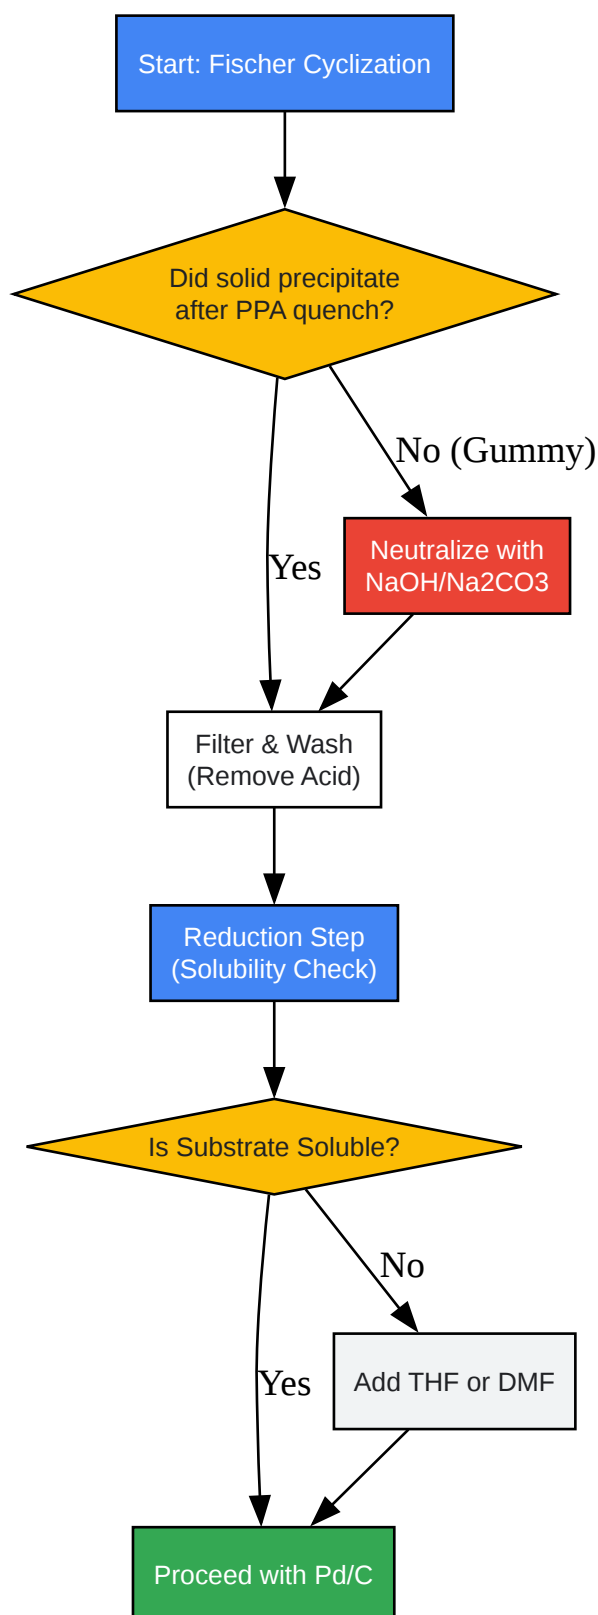 Start: Fischer Cyclization
Did solid precipitate
after PPA quench?
No (Gummy)
Neutralize with
NaOH/Na2CO3
Yes
Filter & Wash
(Remove Acid)
Reduction Step
(Solubility Check)
Is Substrate Soluble?
No
Add THF or DMF
Yes
Proceed with Pd/C